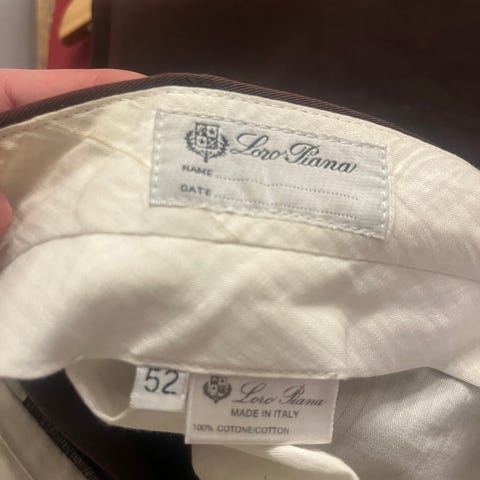 Loro Piana
NAME
DATE
52
Loro Piana
MADE IN ITALY
100% COTONE/COTTON